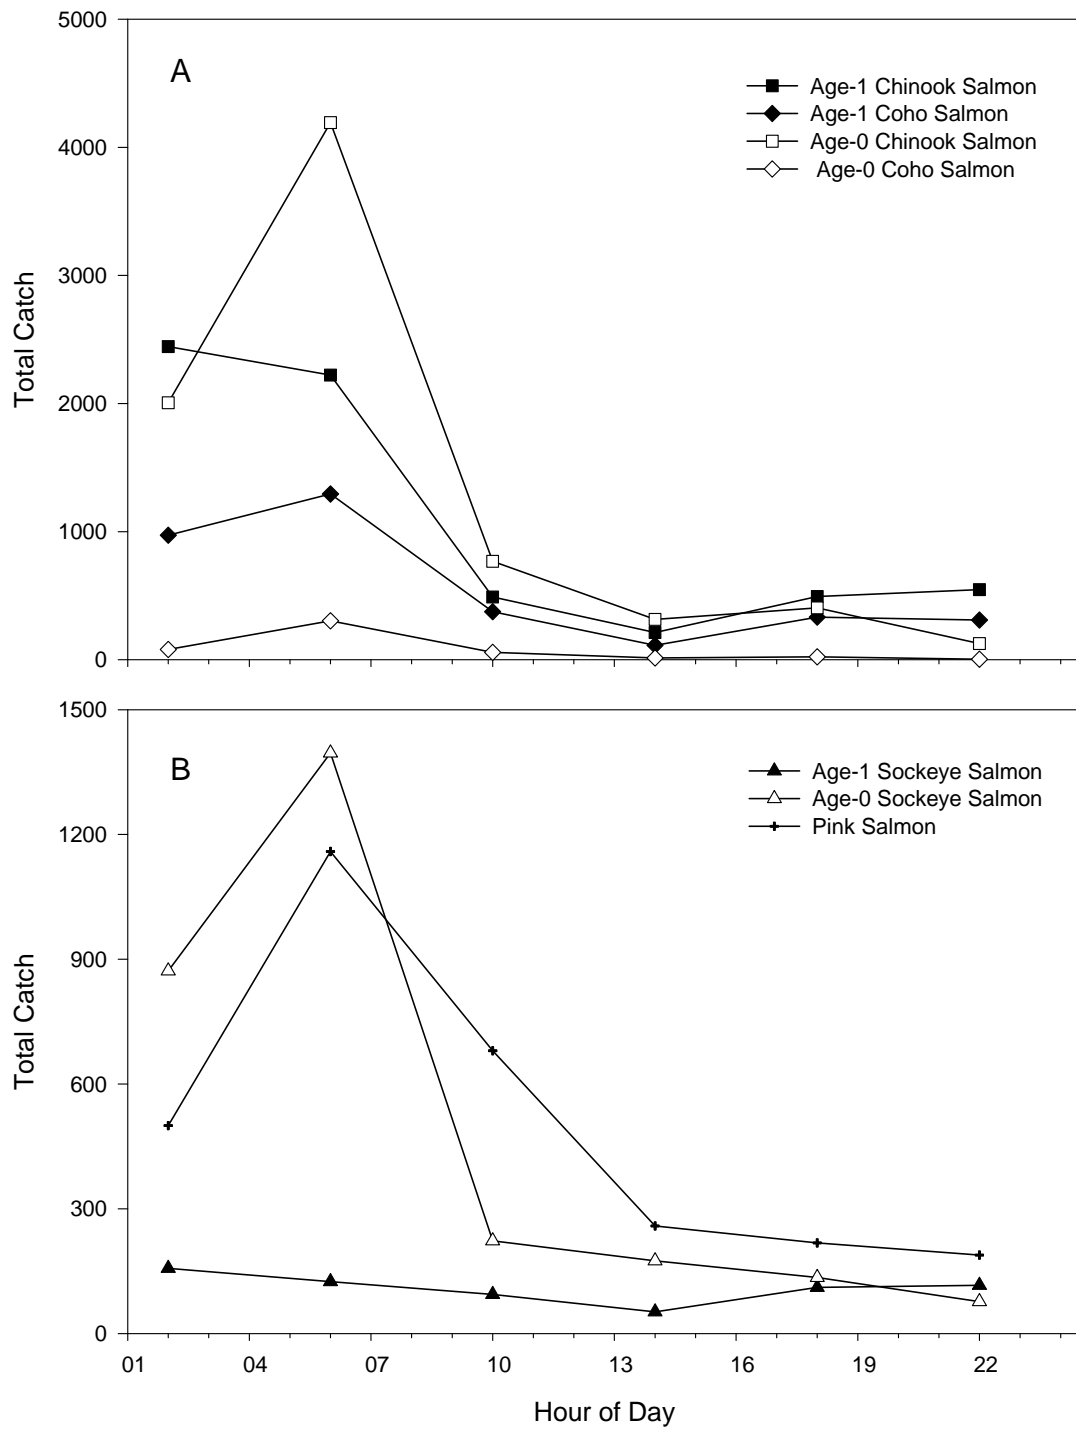 5000
A
Age-1 Chinook Salmon
Age-1 Coho Salmon
Age-0 Chinook Salmon
Age-0 Coho Salmon
4000
3000
2000
1000
0
Total Catch
1500
B
Age-1 Sockeye Salmon
Age-0 Sockeye Salmon
Pink Salmon
1200
900
600
300
0
Total Catch
01 04 07 10 13 16 19 22
Hour of Day